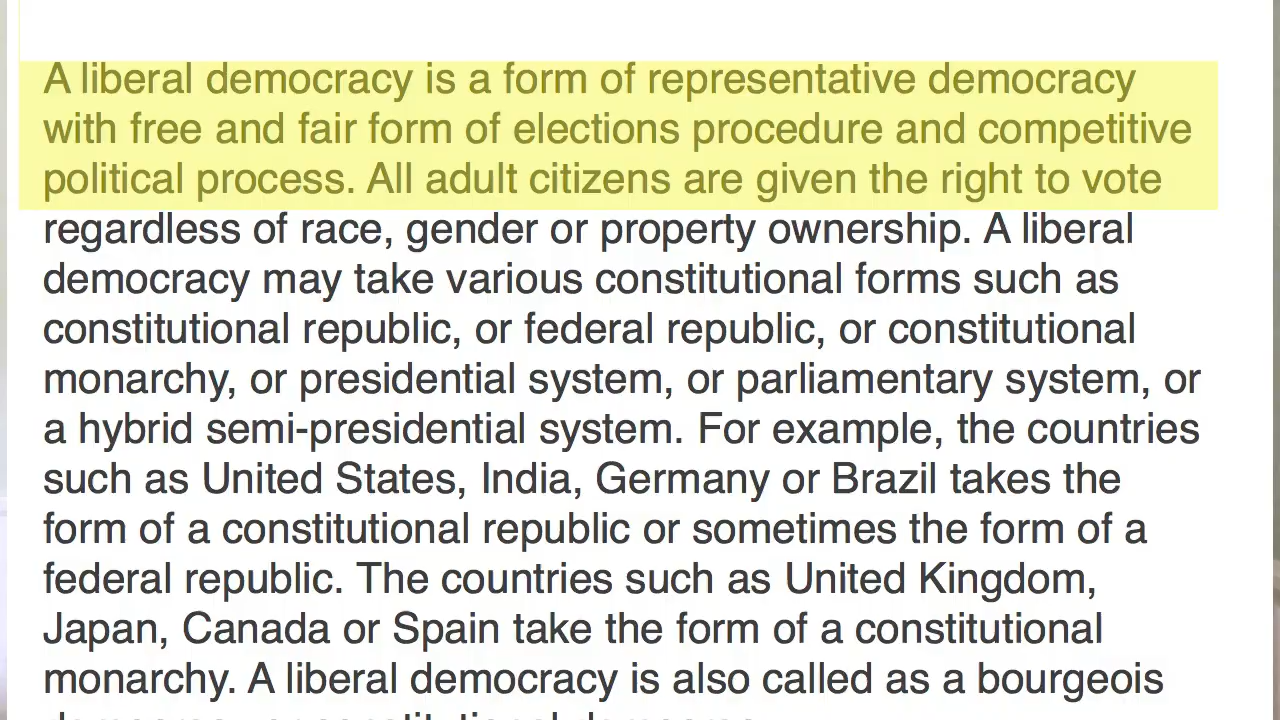 A liberal democracy is a form of representative democracy
with free and fair form of elections procedure and competitive
political process. All adult citizens are given the right to vote
regardless of race, gender or property ownership. A liberal
democracy may take various constitutional forms such as
constitutional republic, or federal republic, or constitutional
monarchy, or presidential system, or parliamentary system, or
a hybrid semi-presidential system. For example, the countries
such as United States, India, Germany or Brazil takes the
form of a constitutional republic or sometimes the form of a
federal republic. The countries such as United Kingdom,
Japan, Canada or Spain take the form of a constitutional
monarchy. A liberal democracy is also called as a bourgeois